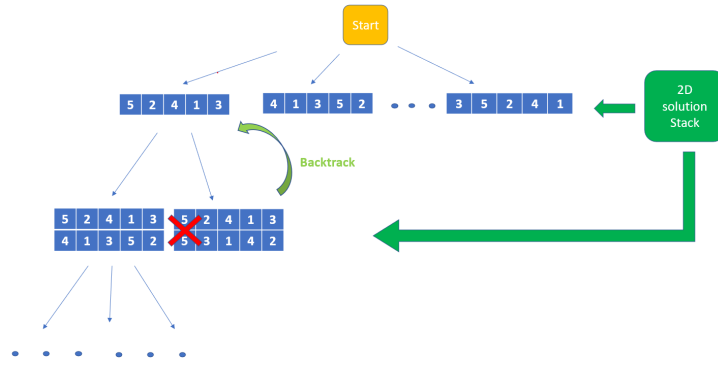 Start
5 2 4 1 3
4 1 3 5 2
3 5 2 4 1
2D
solution
Stack
Backtrack
5 2 4 1 3
4 1 3 5 2
5 2 4 1 3
5 3 1 4 2